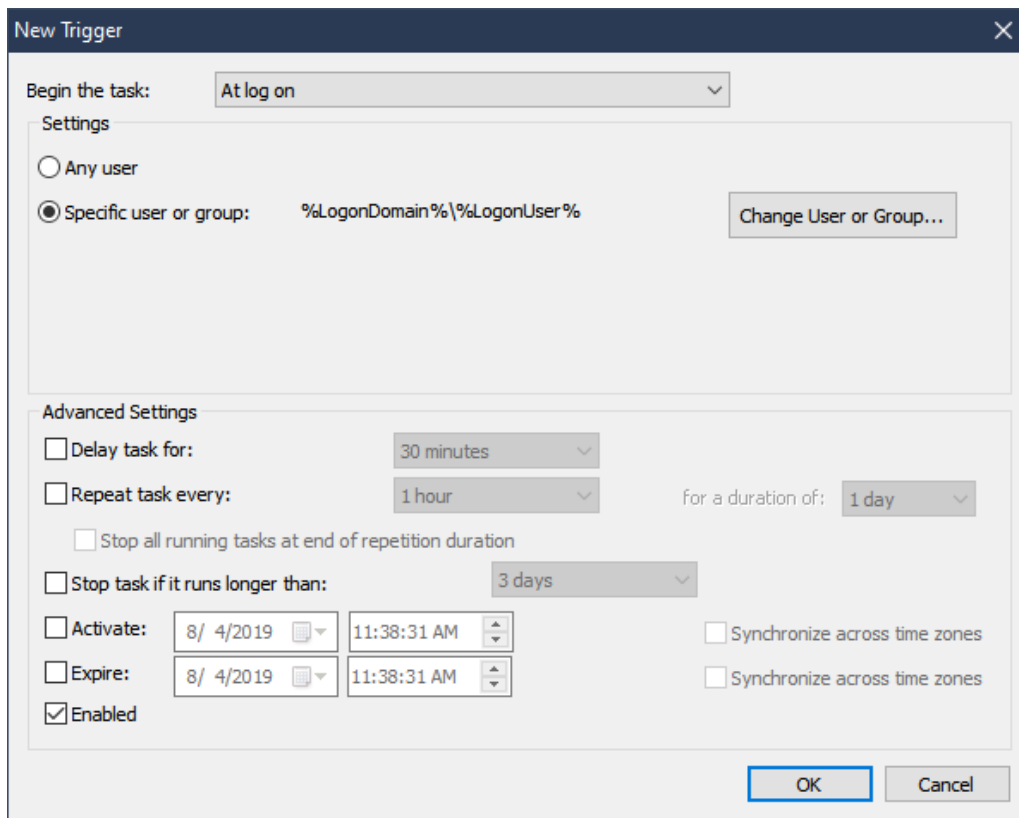 New Trigger
Begin the task: At log on
Settings
Any user
Specific user or group: %LogonDomain%\%LogonUser% Change User or Group...
Advanced Settings
Delay task for: 30 minutes
Repeat task every: 1 hour for a duration of: 1 day
Stop all running tasks at end of repetition duration
Stop task if it runs longer than: 3 days
Activate: 8/ 4/2019 11:38:31 AM Synchronize across time zones
Expire: 8/ 4/2019 11:38:31 AM Synchronize across time zones
Enabled
OK Cancel